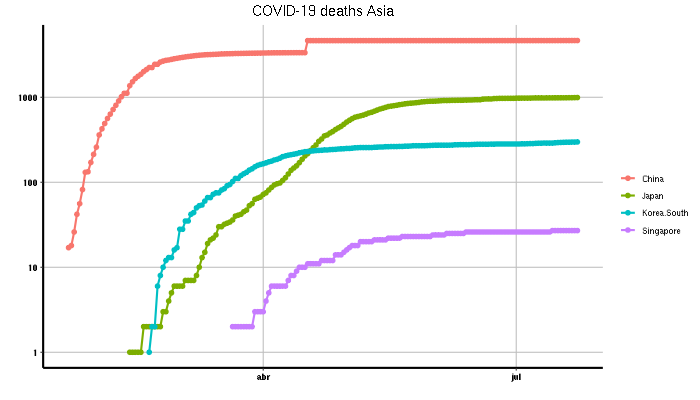 COVID-19 deaths Asia
1000
100
10
1
abr
jul
China
Japan
Korea.South
Singapore